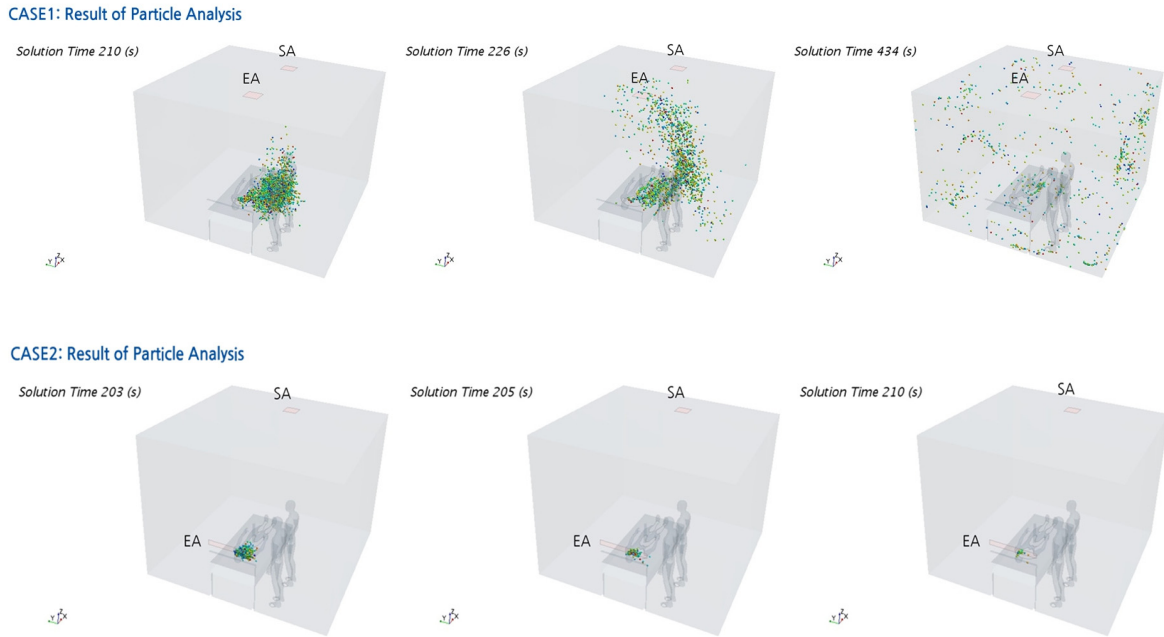 CASE1: Result of Particle Analysis
Solution Time 210 (s)
SA
EA
Solution Time 226 (s)
SA
EA
Solution Time 434 (s)
SA
EA
Z
Y X
Z
Y X
Z
Y X
CASE2: Result of Particle Analysis
Solution Time 203 (s)
SA
EA
Solution Time 205 (s)
SA
EA
Solution Time 210 (s)
SA
EA
Z
Y X
Z
Y X
Z
Y X